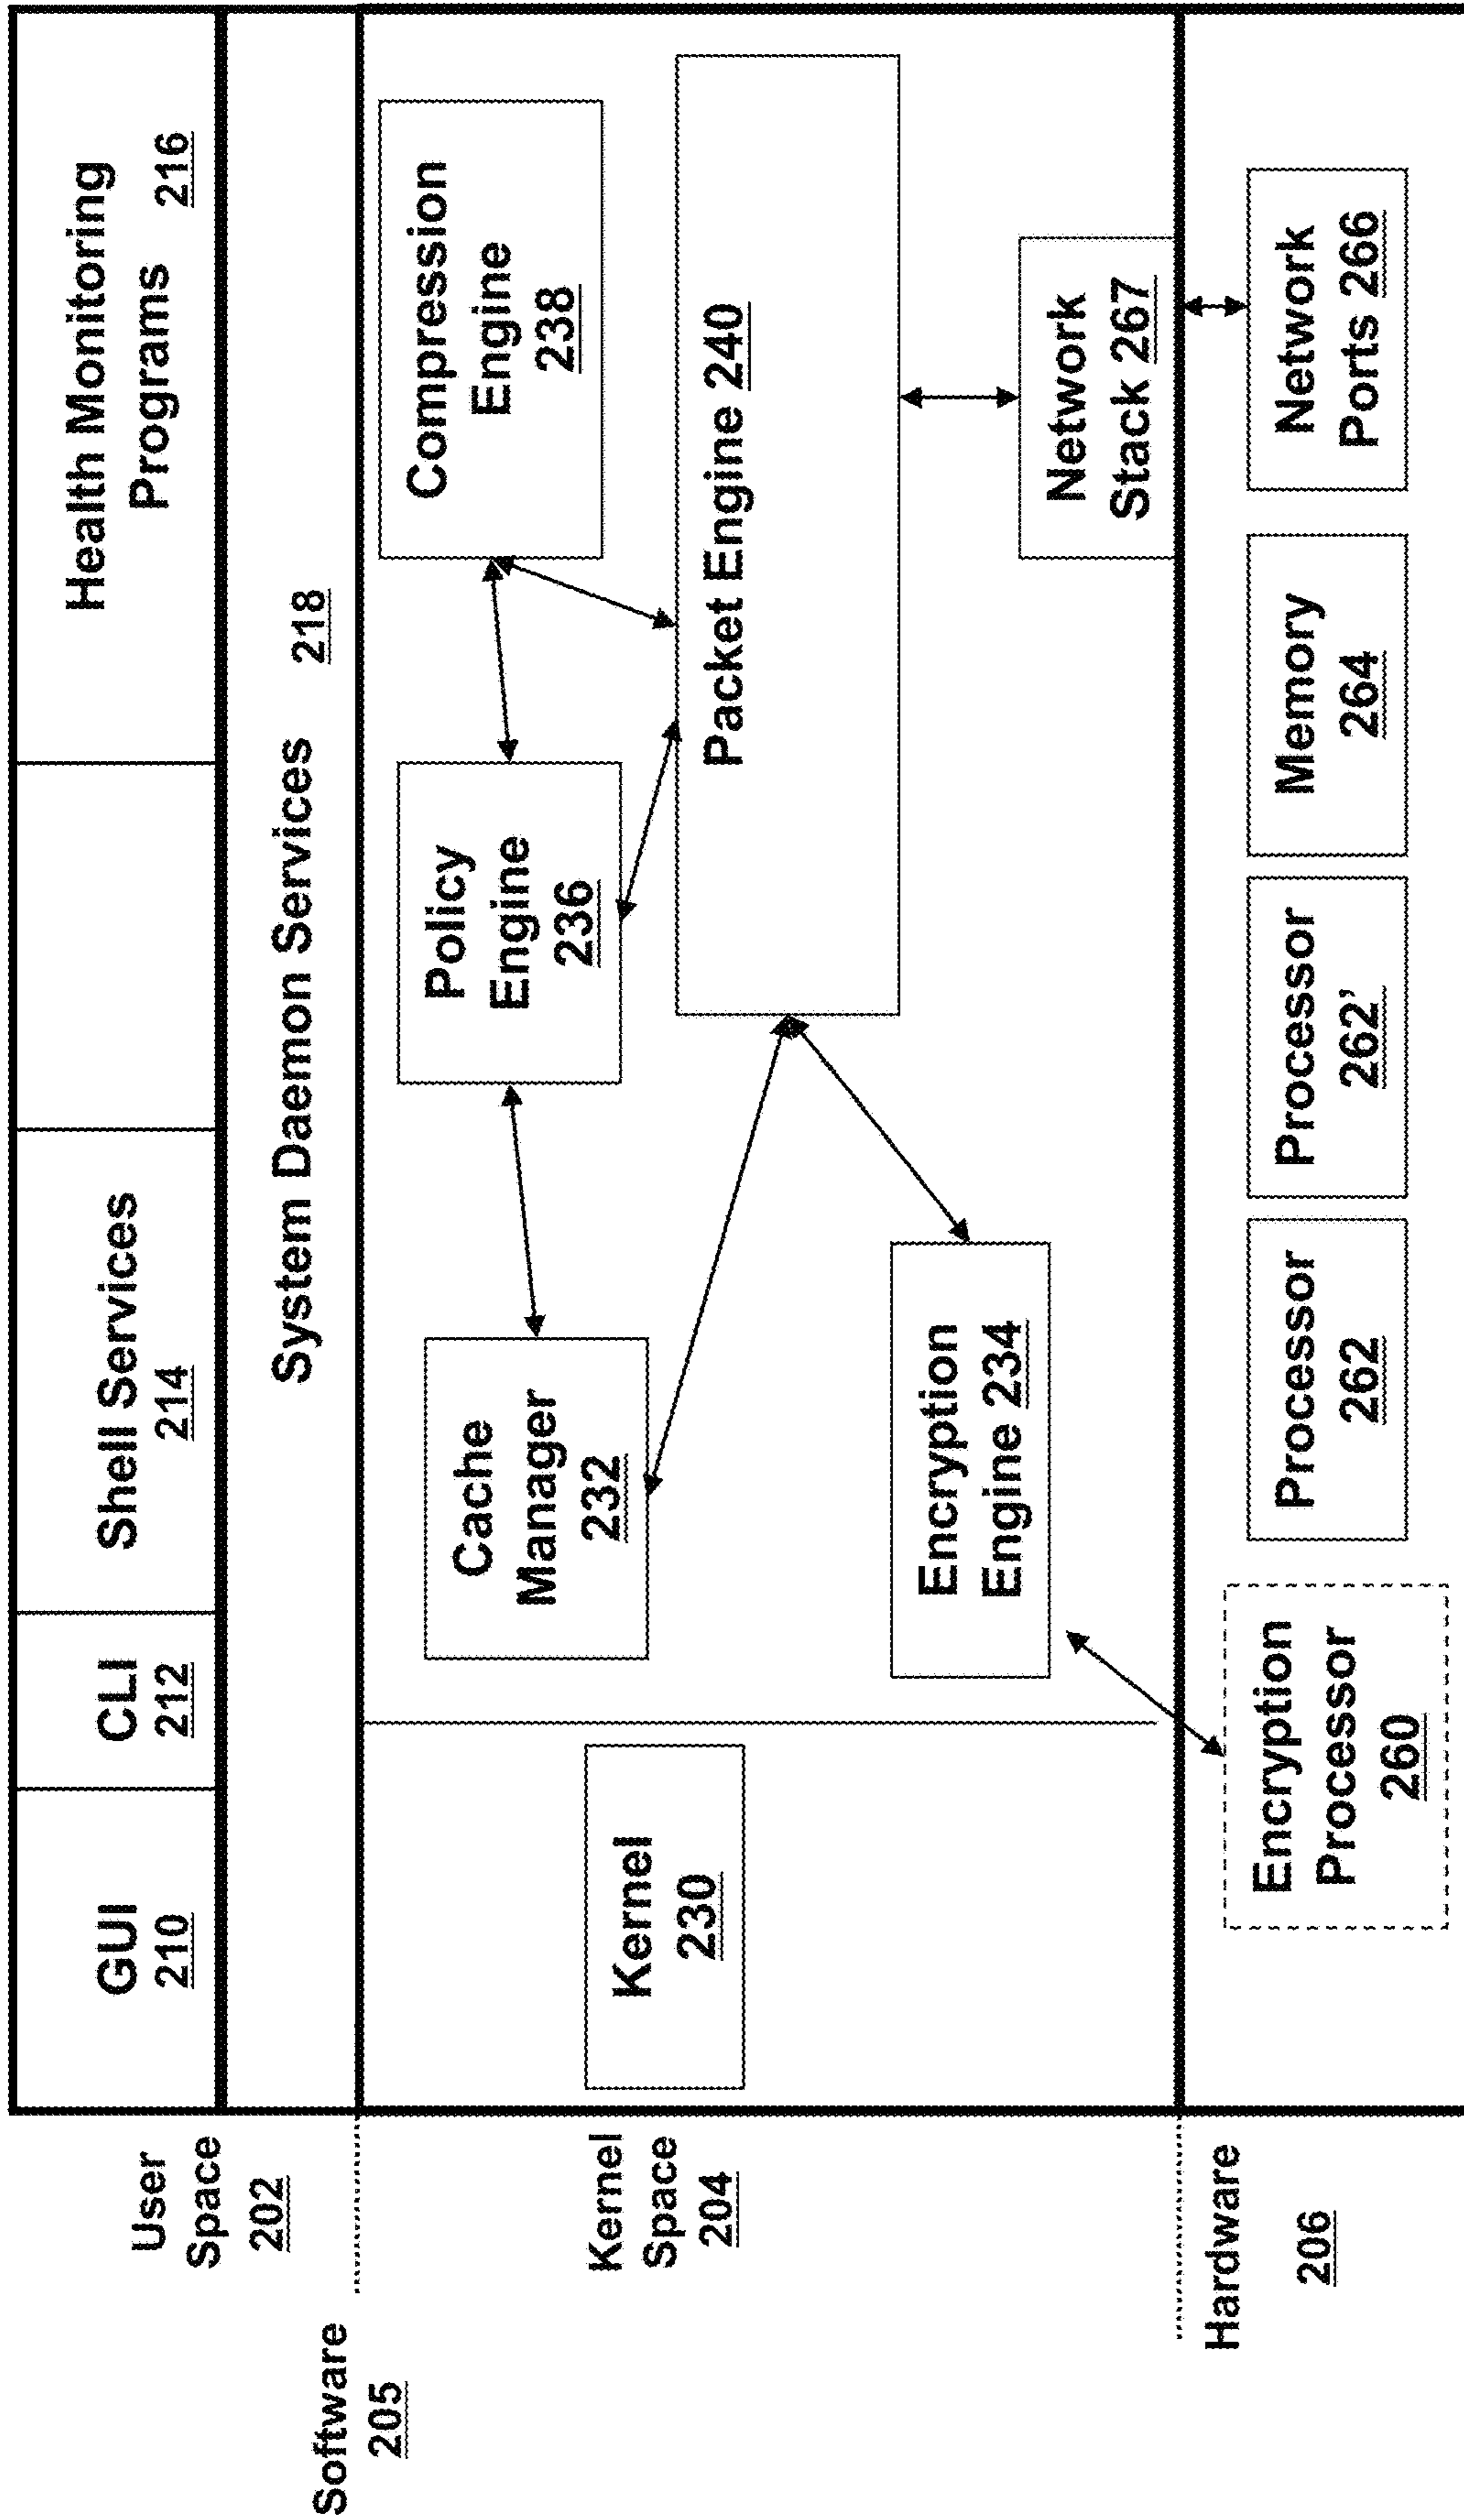 GUI
210
CLI
212
Shell Services
214
Health Monitoring
Programs 216
User
Space
202
System Daemon Services 218
Software
205
Kernel
Space
204
Kernel
230
Cache
Manager
232
Policy
Engine
236
Compression
Engine
238
Packet Engine 240
Encryption
Engine 234
Network
Stack 267
Hardware
206
Encryption
Processor
260
Processor
262
Processor
262’
Memory
264
Network
Ports 266